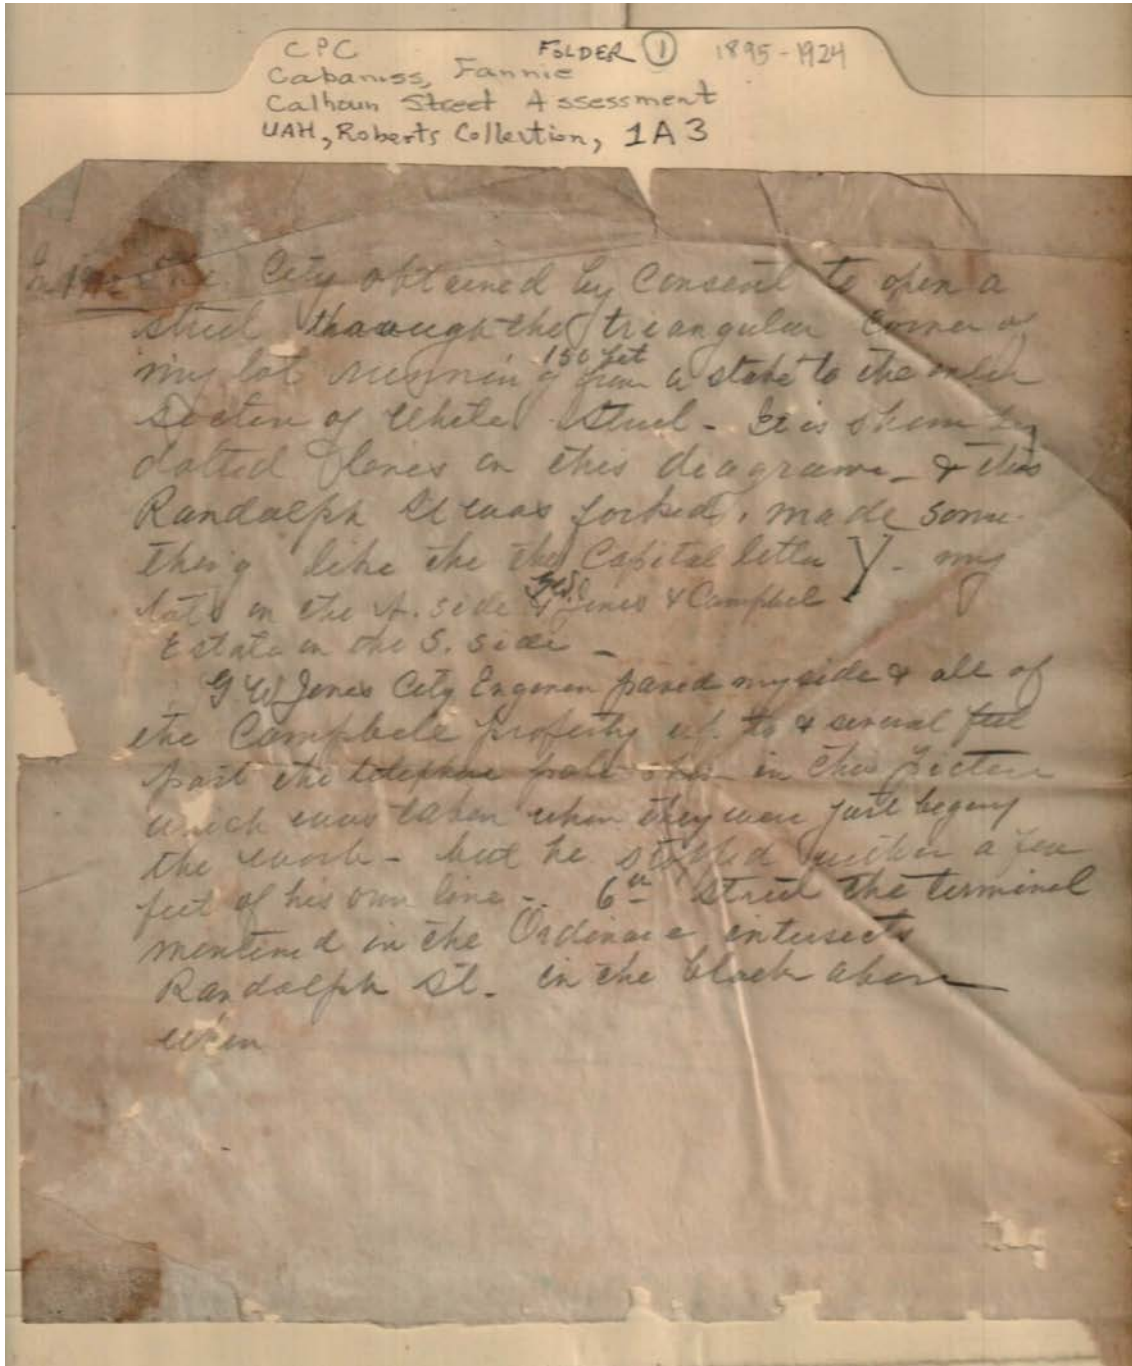 CPC FOLDER 1 1895-1924
Cabaniss, Fannie
Calhoun Street Assessment
UAH, Roberts Collection, 1A3
The City obtained by Consent to open a
street through the triangular corner of
my lot running 150 feet from a stake to the
of White Street - It is shown by
dotted lines on this diagram - & thus
Randolph St was forked, made some
thing like the the Capital letter Y. my
lots on the N. side G.W. Jones & Campbel
Estate on the S. side -
G W Jones City Engineer paved my side & all of
the Campbele property up to & several feet
past the telephone pole in this picture
which was taken when they were just
the work - but he stopped within a few
feet of his own line - 6th Street the terminal
mentioned in the Ordinance intersects
Randolph St. in the block above